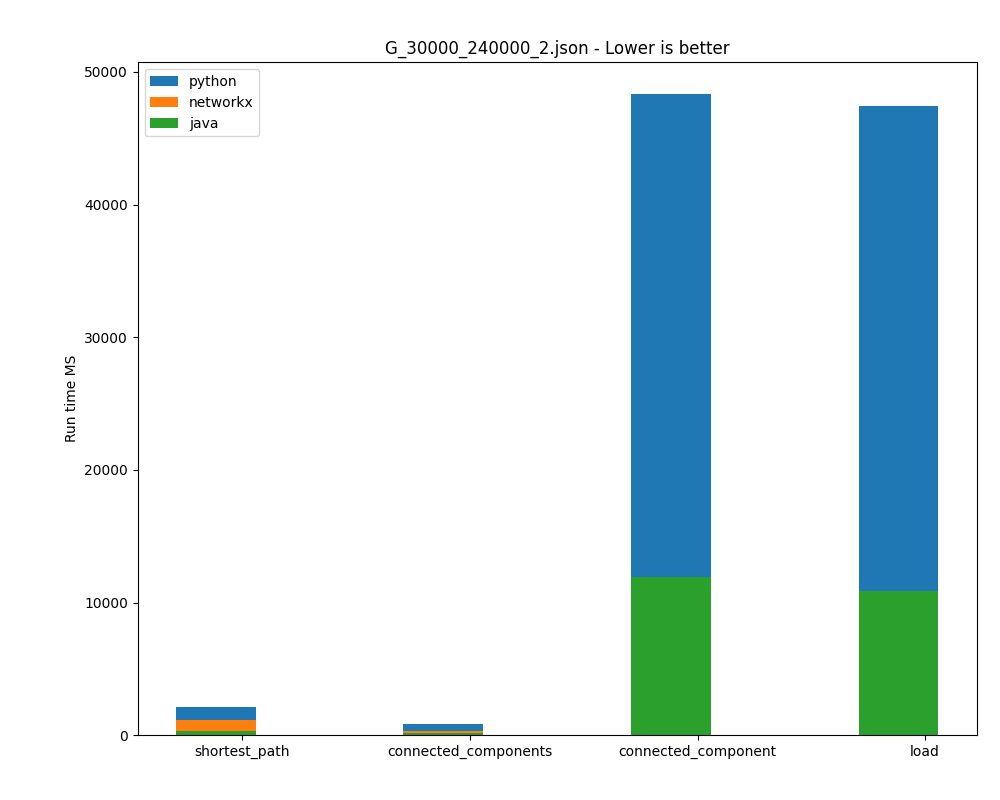 G_30000_240000_2.json - Lower is better
python
networkx
java
Run time MS
50000
40000
30000
20000
10000
0
shortest_path
connected_components
connected_component
load